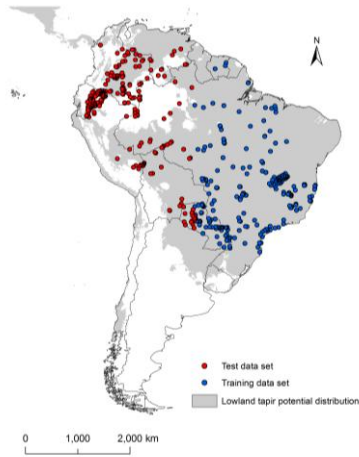 N
Test data set
Training data set
Lowland tapir potential distribution
0 1,000 2,000 km